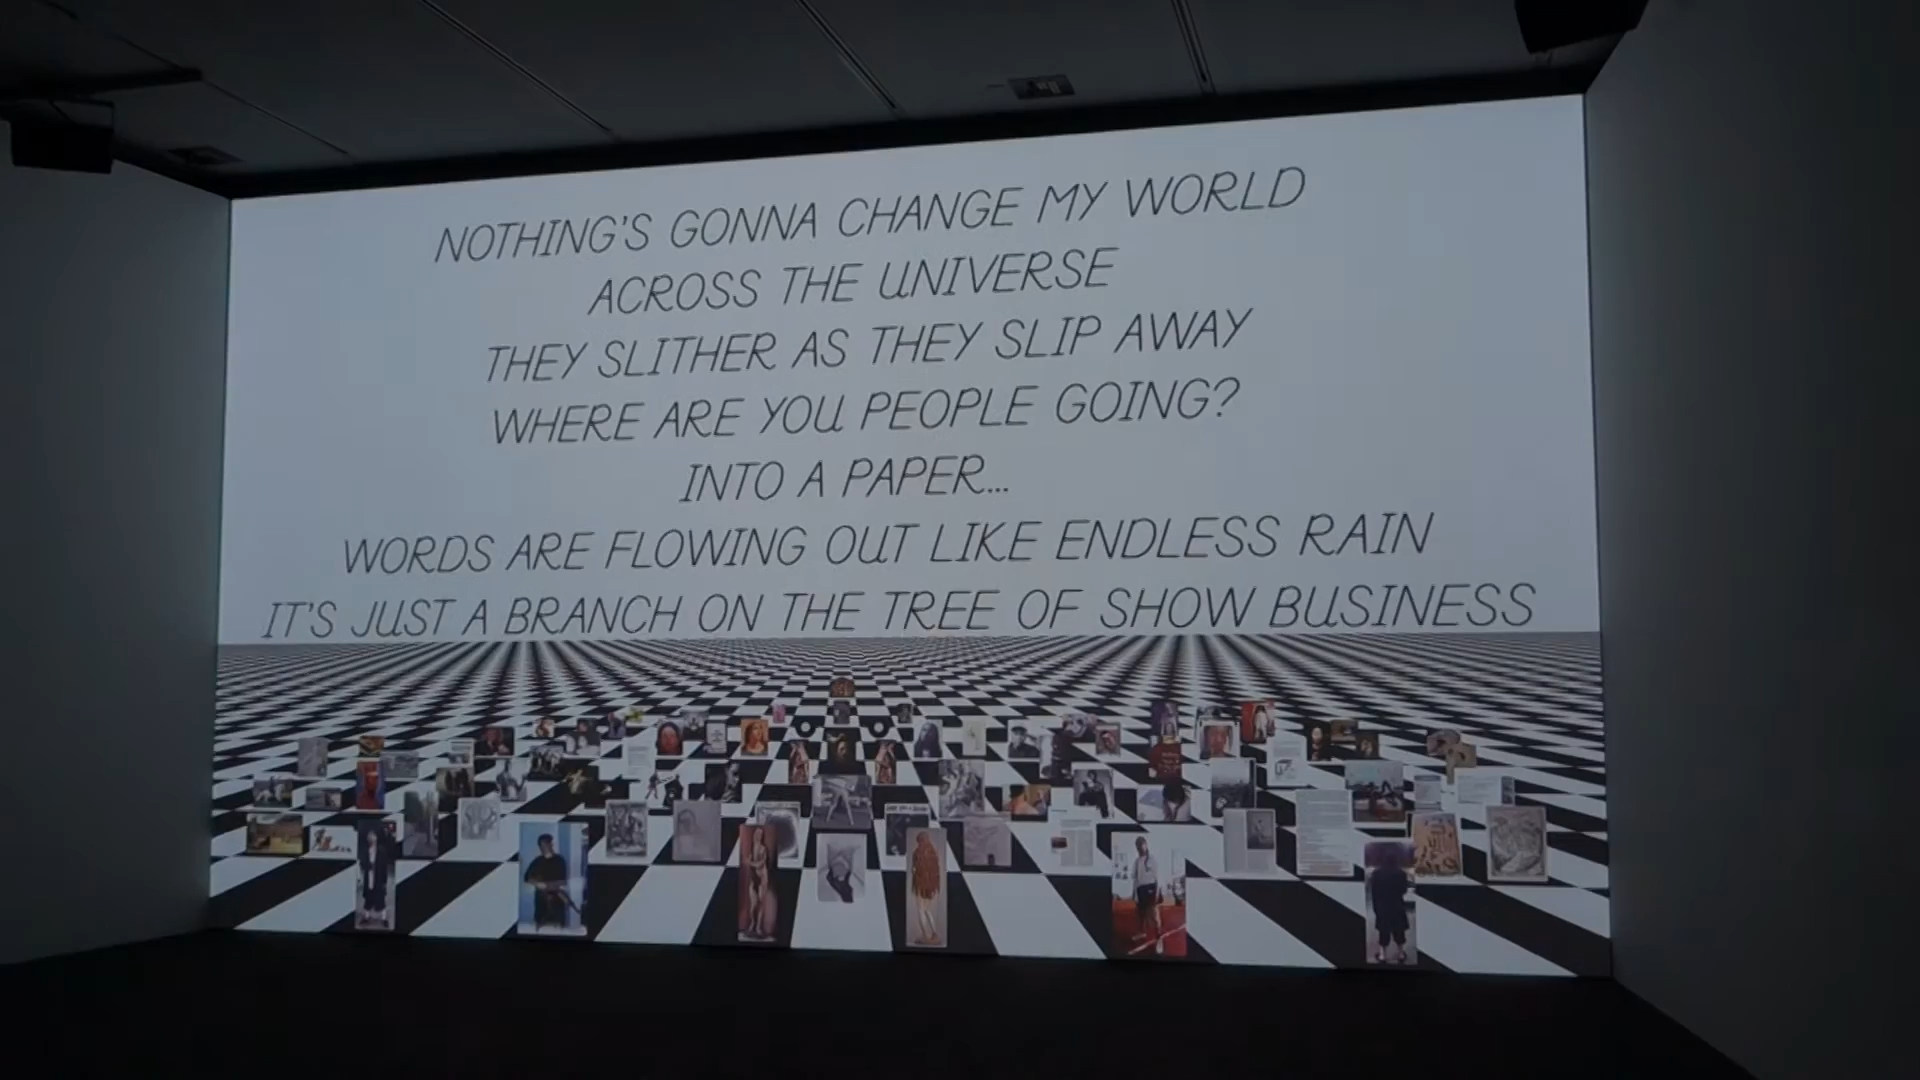 NOTHING'S GONNA CHANGE MY WORLD
ACROSS THE UNIVERSE
THEY SLITHER AS THEY SLIP AWAY
WHERE ARE YOU PEOPLE GOING?
INTO A PAPER...
WORDS ARE FLOWING OUT LIKE ENDLESS RAIN
IT'S JUST A BRANCH ON THE TREE OF SHOW BUSINESS